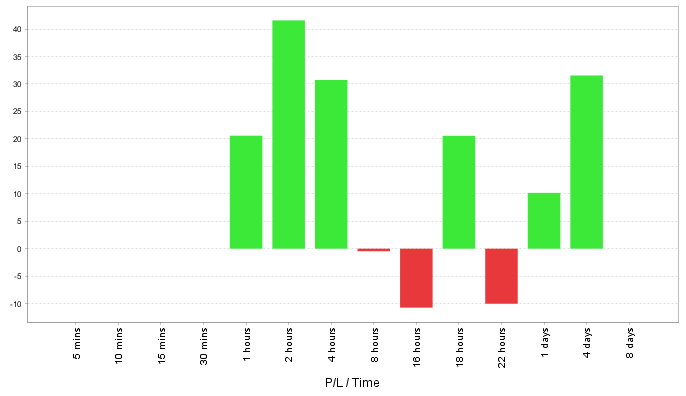 40
35
30
25
20
15
10
5
0
-5
-10
5 mins
10 mins
15 mins
30 mins
1 hours
2 hours
4 hours
8 hours
16 hours
18 hours
22 hours
1 days
4 days
8 days
P/L / Time